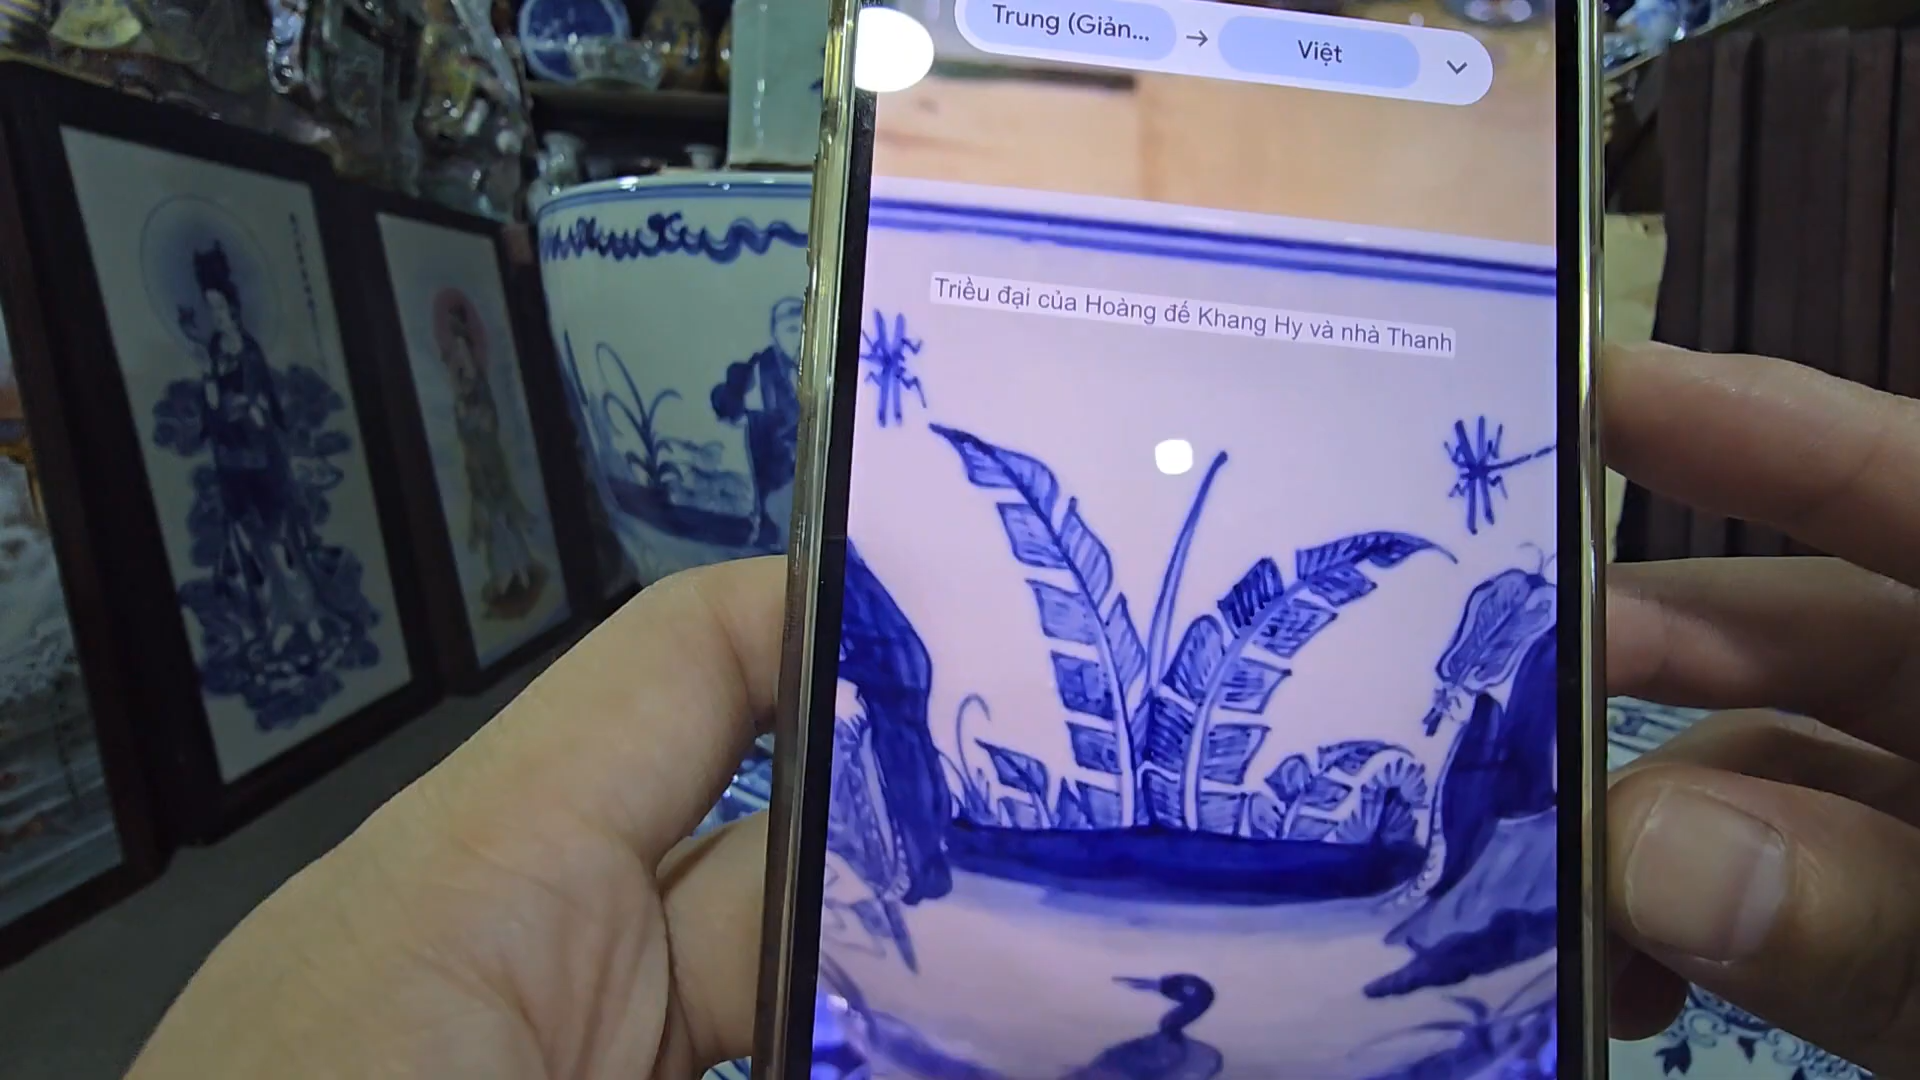 Trung (Giản... → Việt
Triều đại của Hoàng đế Khang Hy và nhà Thanh